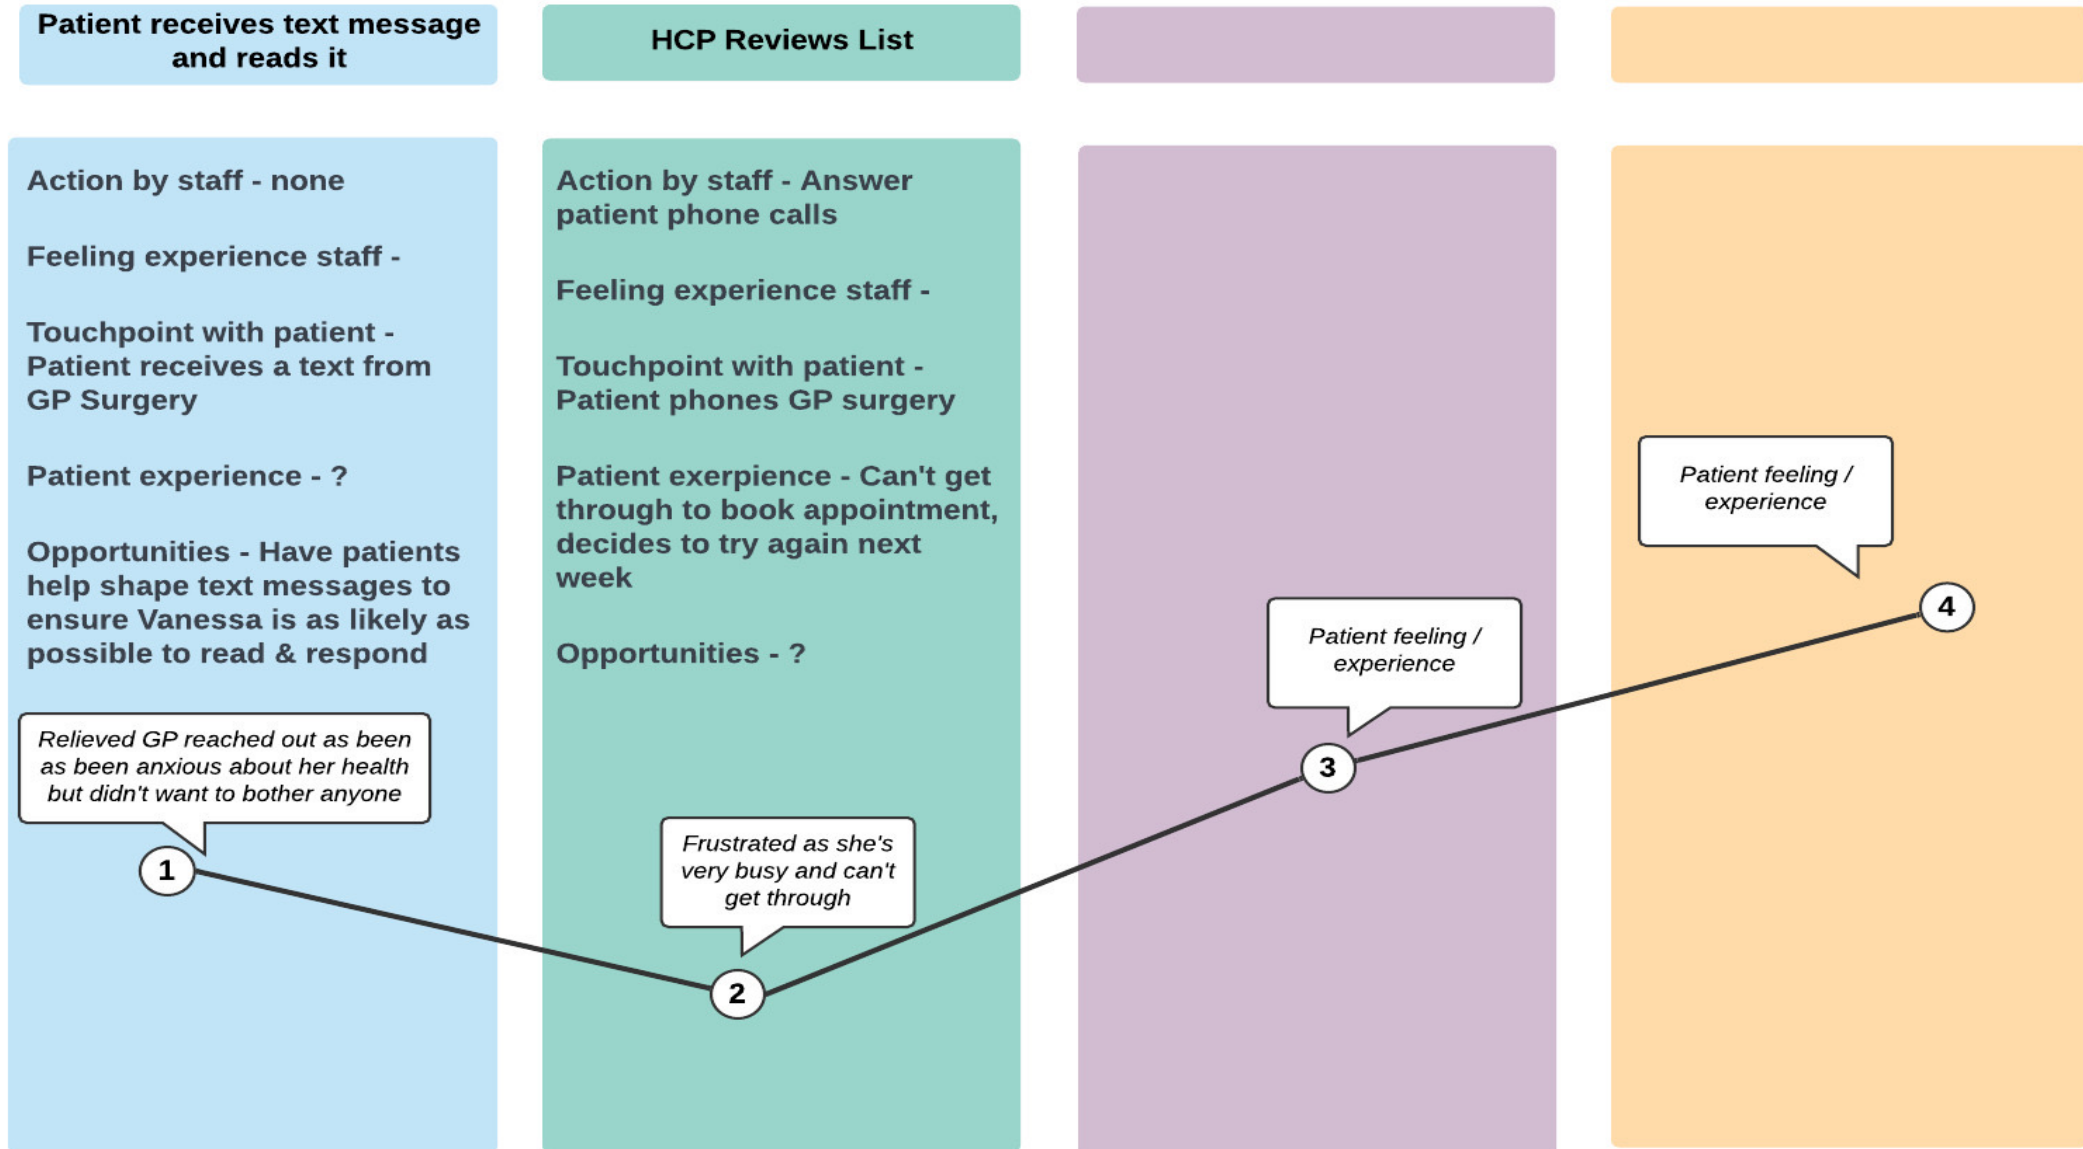 Patient receives text message
and reads it
HCP Reviews List
Action by staff - none
Feeling experience staff -
Touchpoint with patient -
Patient receives a text from
GP Surgery
Patient experience - ?
Opportunities - Have patients
help shape text messages to
ensure Vanessa is as likely as
possible to read & respond
Relieved GP reached out as been
as been anxious about her health
but didn't want to bother anyone
1
Action by staff - Answer
patient phone calls
Feeling experience staff -
Touchpoint with patient -
Patient phones GP surgery
Patient exerpience - Can't get
through to book appointment,
decides to try again next
week
Opportunities - ?
Frustrated as she's
very busy and can't
get through
2
Patient feeling /
experience
3
Patient feeling /
experience
4